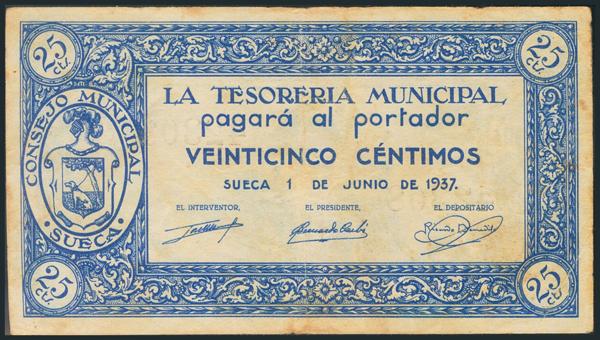 25 cts.
25 cts.
CONSEJO MUNICIPAL
· SUECA ·
LA TESORERIA MUNICIPAL
pagará al portador
VEINTICINCO CÉNTIMOS
SUECA 1 DE JUNIO DE 1937.
EL INTERVENTOR, EL PRESIDENTE, EL DEPOSITARIO
25 cts.
25 cts.